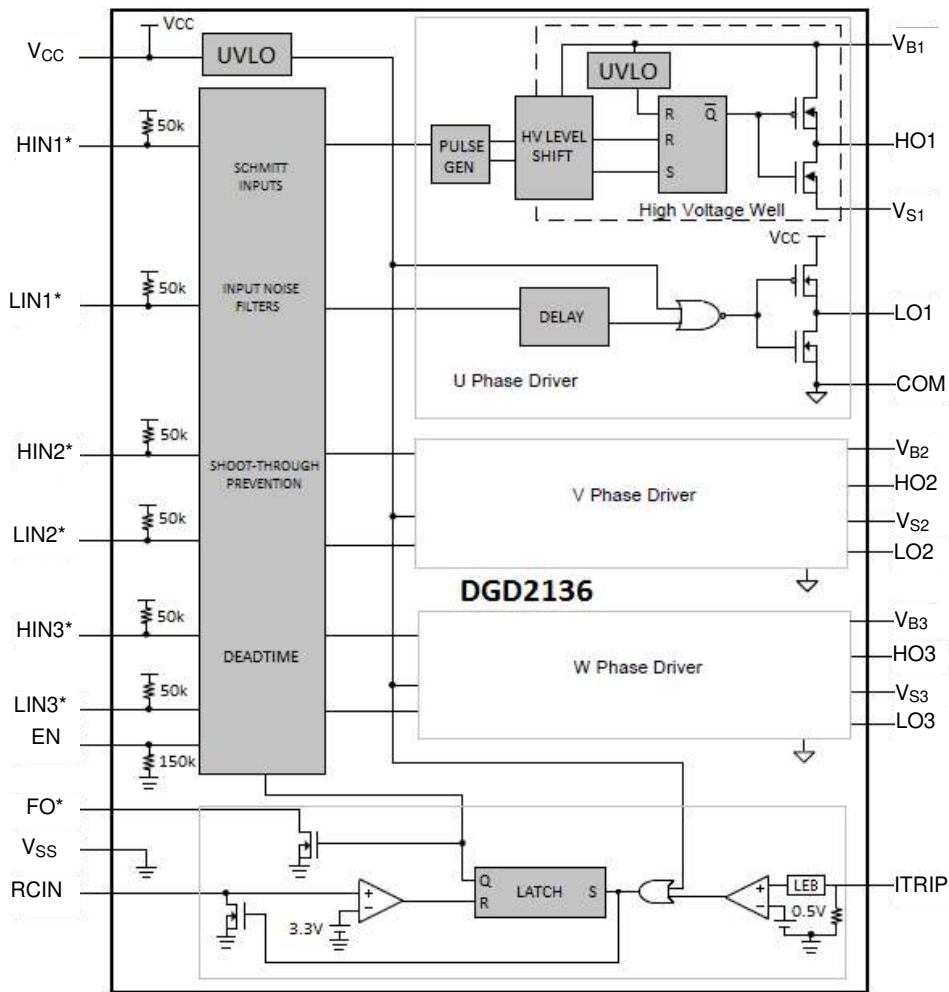 VCC
VCC
UVLO
VB1
UVLO
HIN1*
50k
SCHMITT
INPUTS
PULSE
GEN
HV LEVEL
SHIFT
R
Q
R
S
HO1
High Voltage Well
VS1
VCC
LIN1*
50k
INPUT NOISE
FILTERS
DELAY
LO1
U Phase Driver
COM
HIN2*
50k
SHOOT-THROUGH
PREVENTION
V Phase Driver
VB2
HO2
LIN2*
50k
VS2
LO2
DGD2136
HIN3*
50k
DEADTIME
W Phase Driver
VB3
HO3
LIN3*
50k
VS3
LO3
EN
150k
FO*
VSS
RCIN
+
−
3.3V
Q
R
LATCH
S
+
−
LEB
0.5V
ITRIP